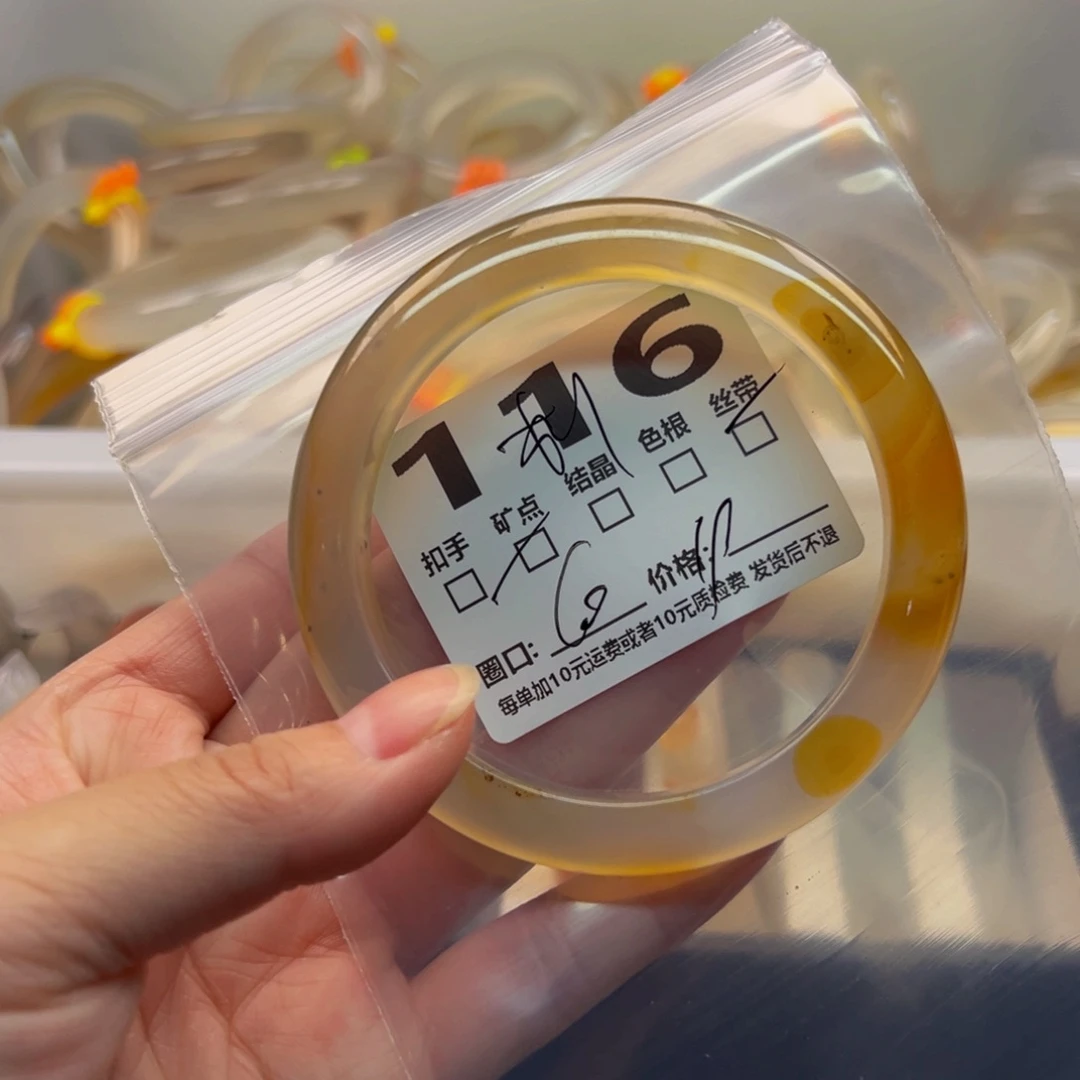 116
扣手 矿点 结晶 色根 丝带
圈口: 价格:
每单加10元运费或者10元质检费 发货后不退